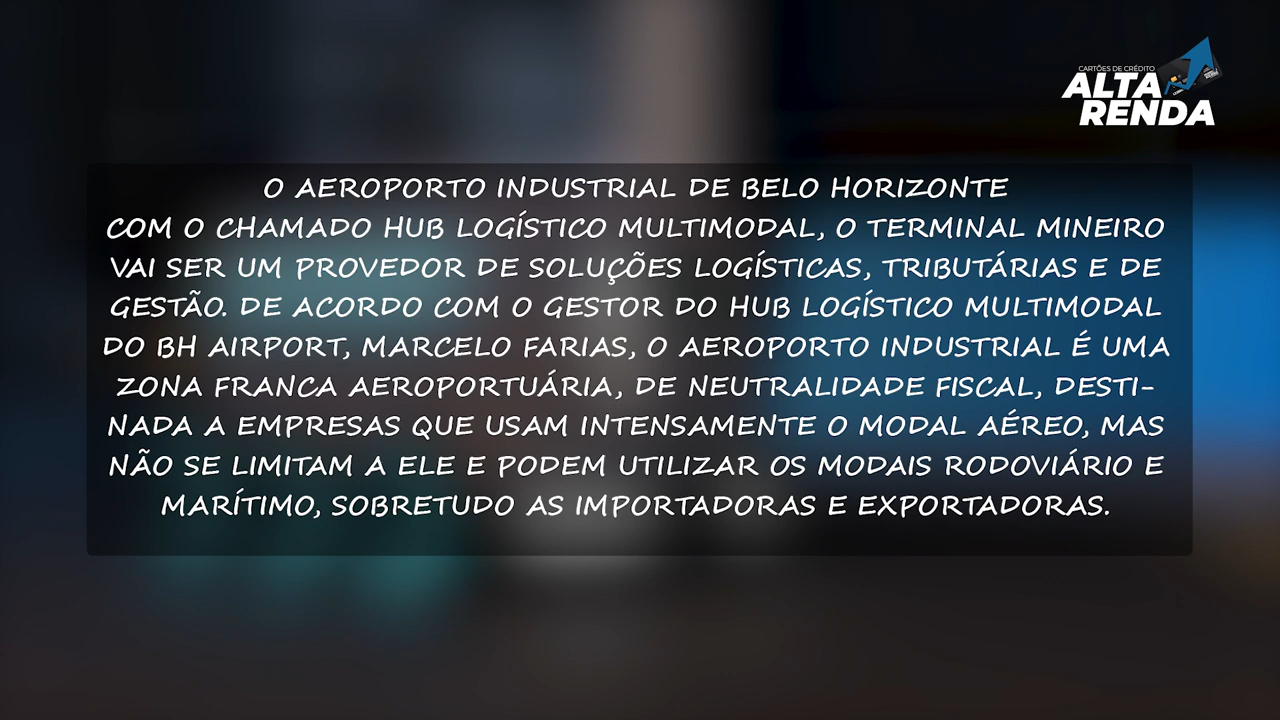 CARTÕES DE CRÉDITO
ALTA
RENDA
O AEROPORTO INDUSTRIAL DE BELO HORIZONTE
COM O CHAMADO HUB LOGÍSTICO MULTIMODAL, O TERMINAL MINEIRO
VAI SER UM PROVEDOR DE SOLUÇÕES LOGÍSTICAS, TRIBUTÁRIAS E DE
GESTÃO. DE ACORDO COM O GESTOR DO HUB LOGÍSTICO MULTIMODAL
DO BH AIRPORT, MARCELO FARIAS, O AEROPORTO INDUSTRIAL É UMA
ZONA FRANCA AEROPORTUÁRIA, DE NEUTRALIDADE FISCAL, DESTI-
NADA A EMPRESAS QUE USAM INTENSAMENTE O MODAL AÉREO, MAS
NÃO SE LIMITAM A ELE E PODEM UTILIZAR OS MODAIS RODOVIÁRIO E
MARÍTIMO, SOBRETUDO AS IMPORTADORAS E EXPORTADORAS.